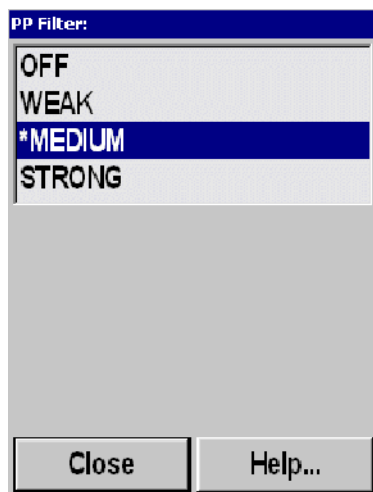 PP Filter:
OFF
WEAK
*MEDIUM
STRONG
Close Help...